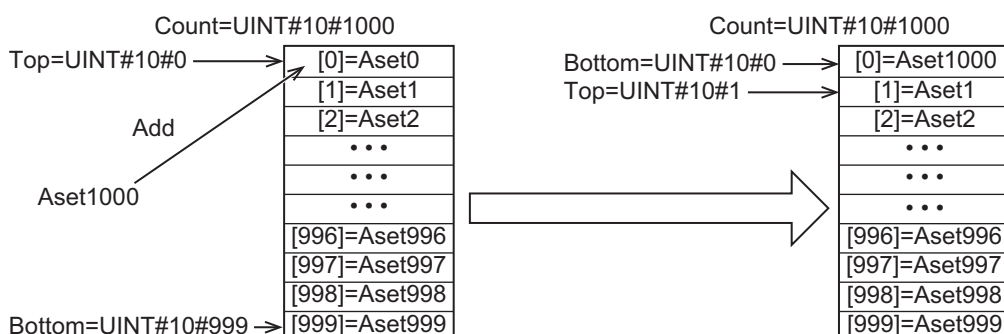 Count=UINT#10#1000
Top=UINT#10#0
[0]=Aset0
[1]=Aset1
[2]=Aset2
•••
•••
•••
[996]=Aset996
[997]=Aset997
[998]=Aset998
[999]=Aset999
Add
Aset1000
Bottom=UINT#10#999
Count=UINT#10#1000
Bottom=UINT#10#0
Top=UINT#10#1
[0]=Aset1000
[1]=Aset1
[2]=Aset2
•••
•••
•••
[996]=Aset996
[997]=Aset997
[998]=Aset998
[999]=Aset999